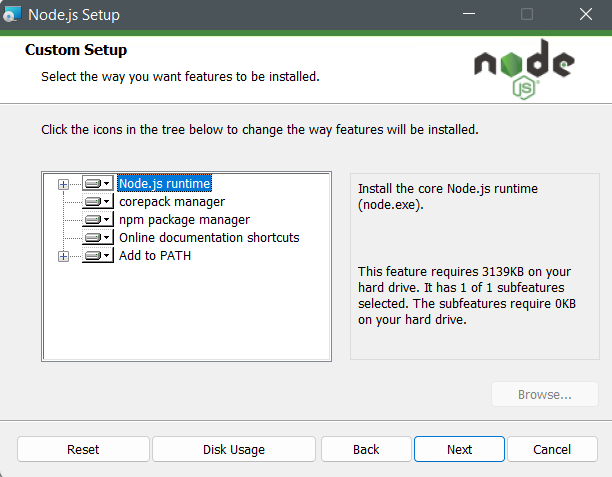 Node.js Setup
Custom Setup
Select the way you want features to be installed.
node
JS
Click the icons in the tree below to change the way features will be installed.
Node.js runtime
corepack manager
npm package manager
Online documentation shortcuts
Add to PATH
Install the core Node.js runtime
(node.exe).
This feature requires 3139KB on your
hard drive. It has 1 of 1 subfeatures
selected. The subfeatures require 0KB
on your hard drive.
Browse...
Reset
Disk Usage
Back
Next
Cancel